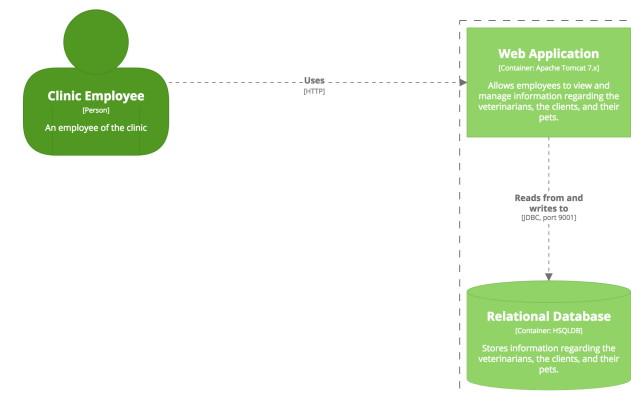 Clinic Employee
[Person]
An employee of the clinic
Uses
[HTTP]
Web Application
[Container: Apache Tomcat 7.x]
Allows employees to view and
manage information regarding the
veterinarians, the clients, and their
pets.
Reads from and
writes to
[JDBC, port 9001]
Relational Database
[Container: HSQLDB]
Stores information regarding the
veterinarians, the clients, and their
pets.